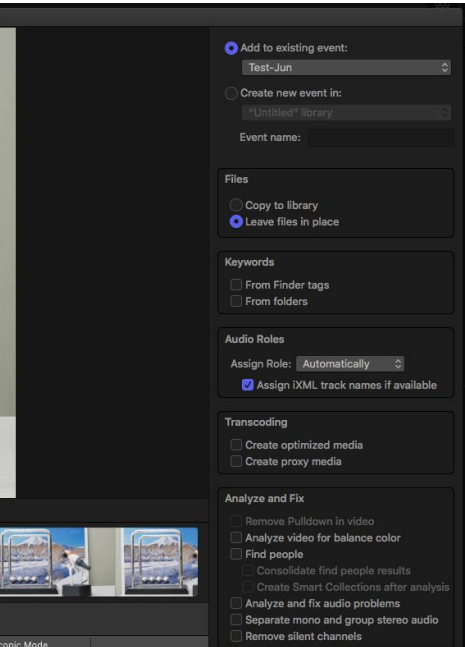 Add to existing event:
Test-Jun
Create new event in:
"Untitled" library
Event name:
Files
Copy to library
Leave files in place
Keywords
From Finder tags
From folders
Audio Roles
Assign Role: Automatically
Assign iXML track names if available
Transcoding
Create optimized media
Create proxy media
Analyze and Fix
Remove Pulldown in video
Analyze video for balance color
Find people
Consolidate find people results
Create Smart Collections after analysis
Analyze and fix audio problems
Separate mono and group stereo audio
Remove silent channels
Mode